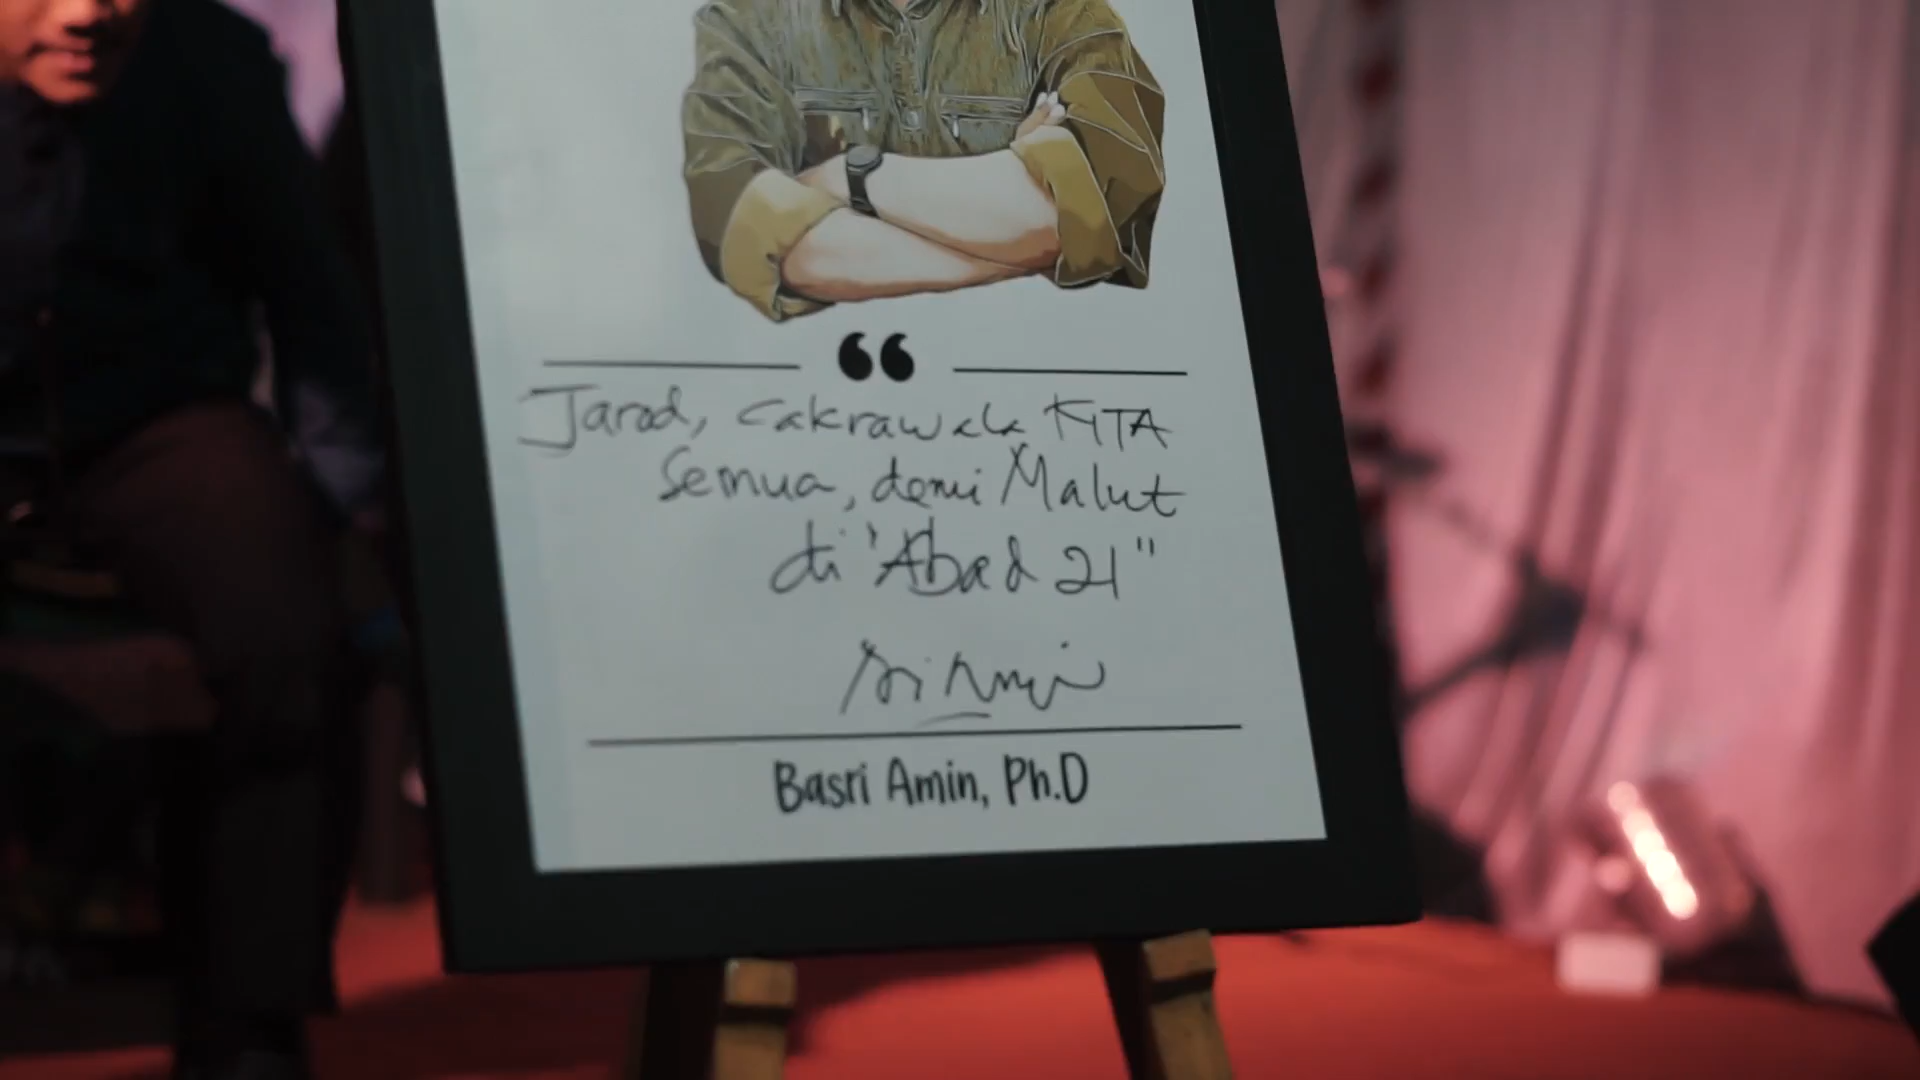 “
Jarod, Cakrawala KITA
Semua, demi Malut
di "Abad 21"
Basri Amin, Ph.D